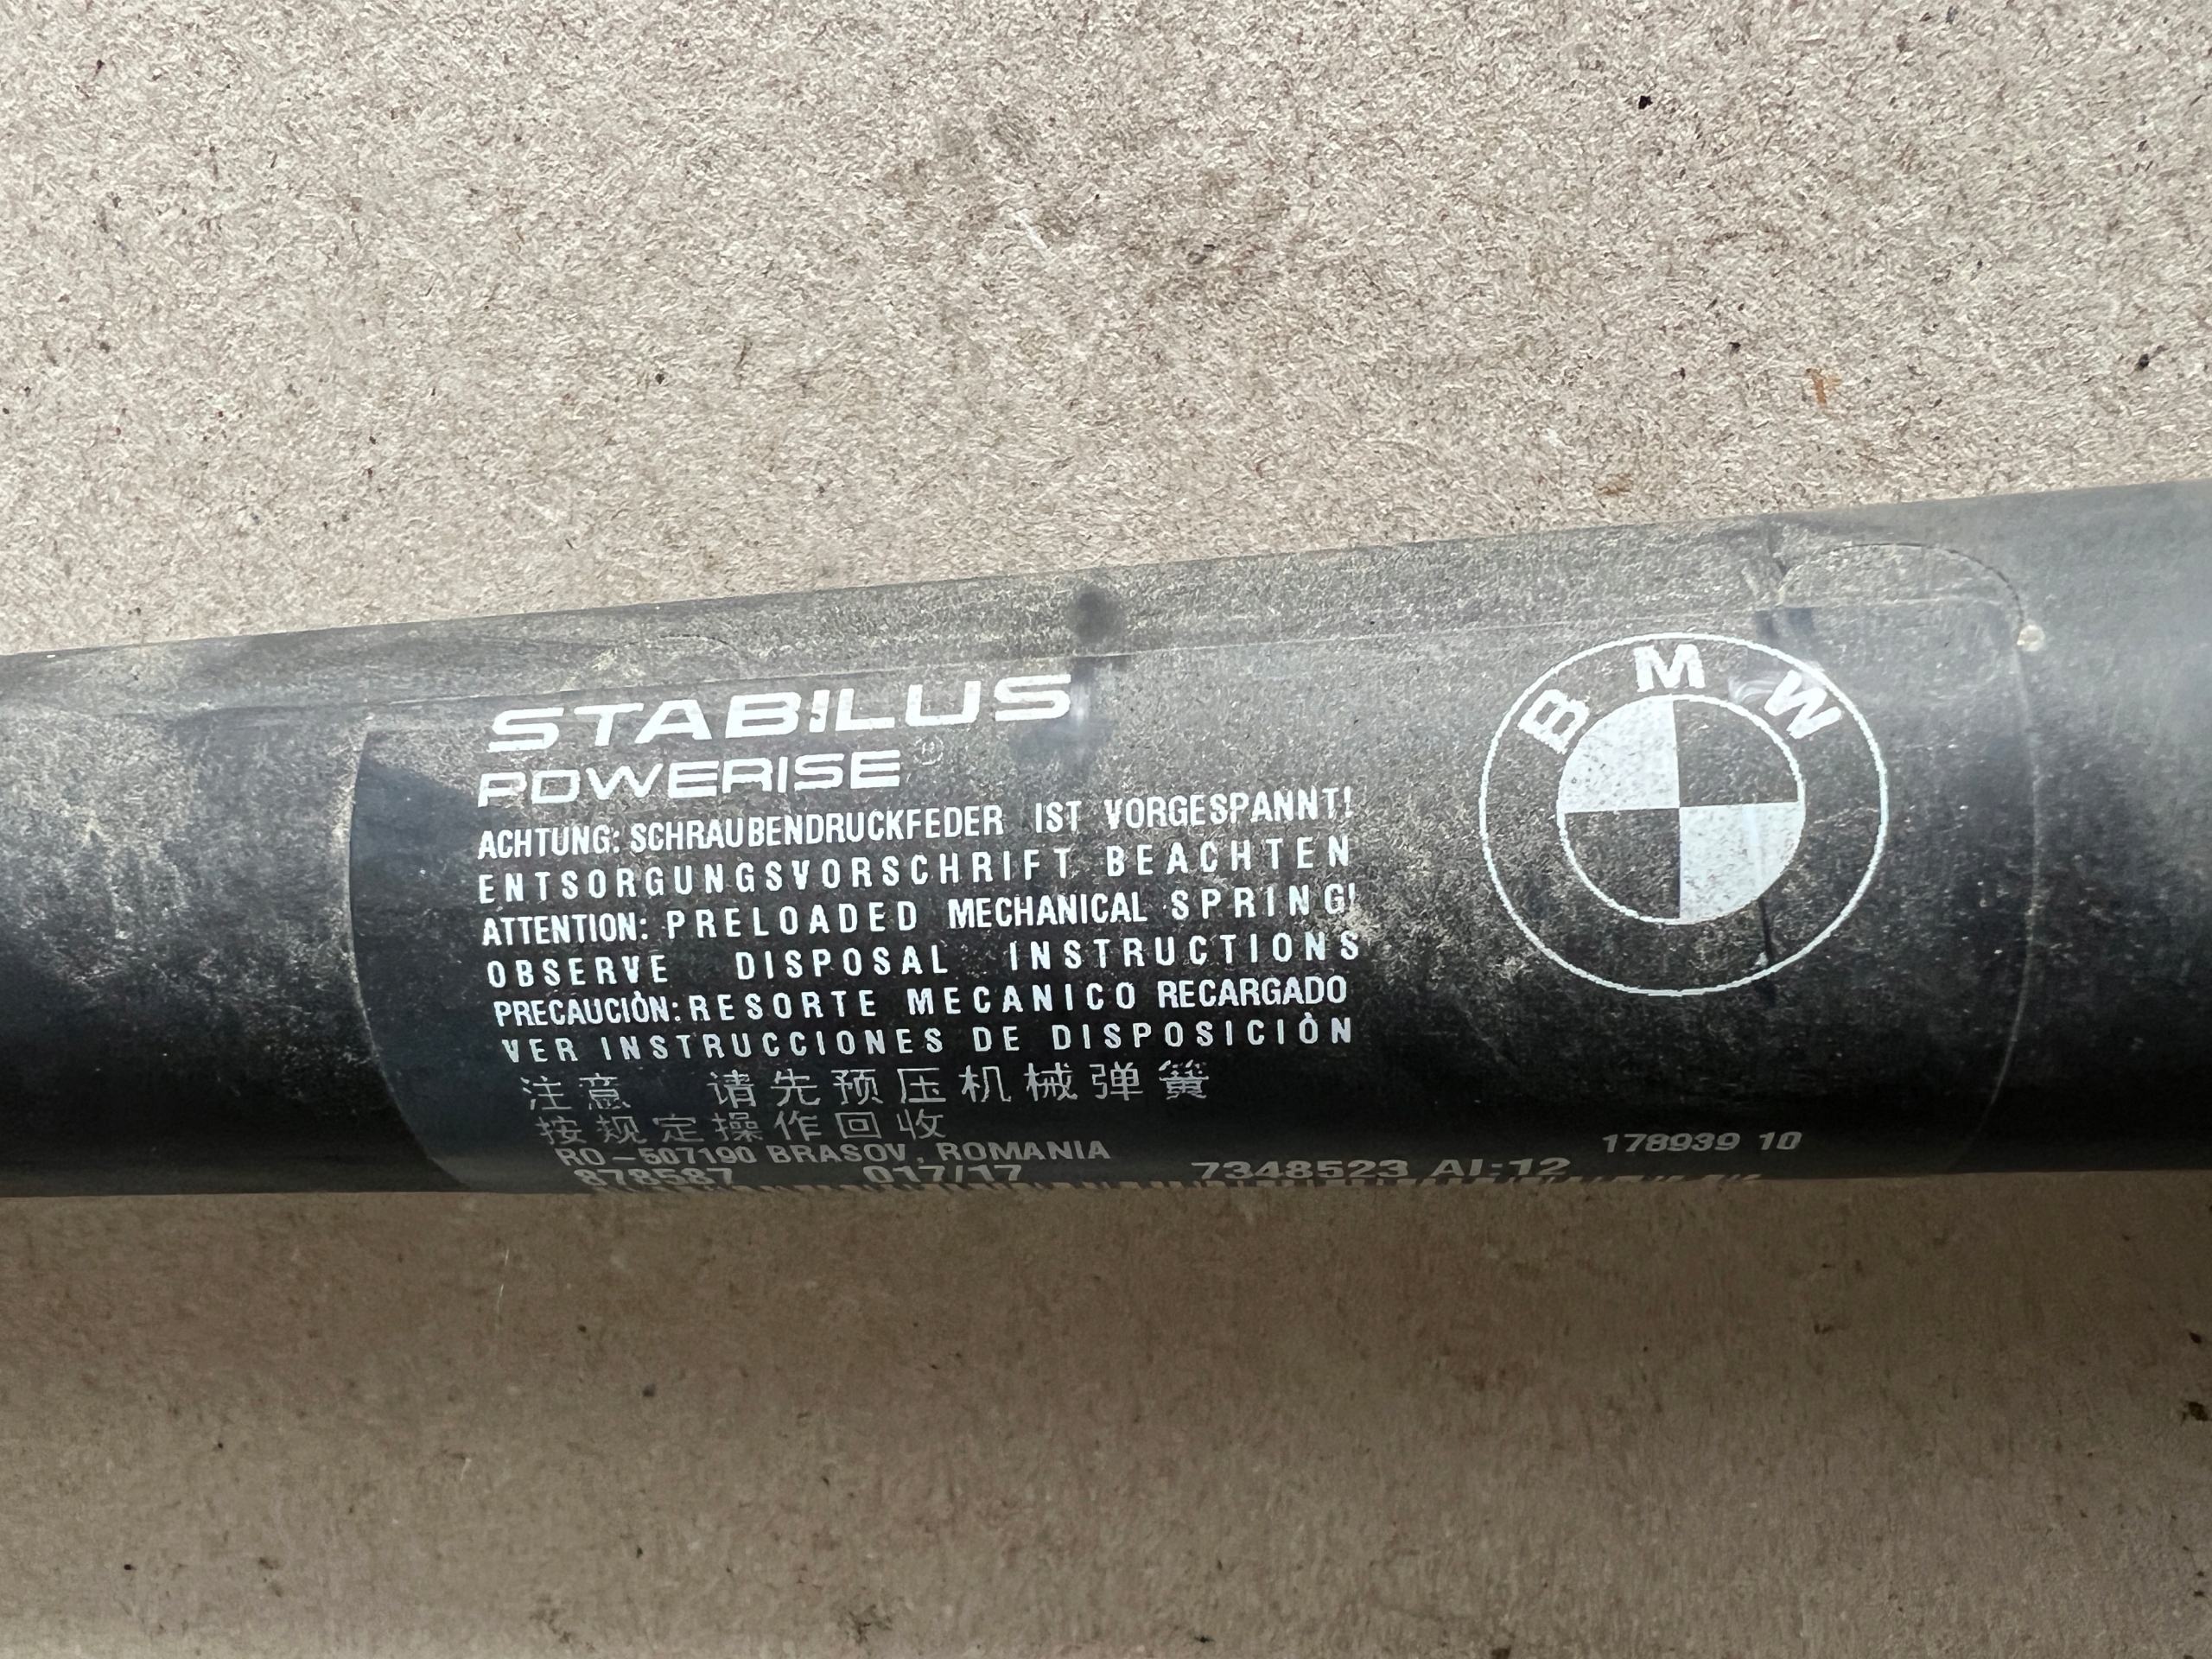 STABILUS
POWERISE®
ACHTUNG: SCHRAUBENDRUCKFEDER IST VORGESPANNT!
ENTSORGUNGSVORSCHRIFT BEACHTEN
ATTENTION: PRELOADED MECHANICAL SPRING!
OBSERVE DISPOSAL INSTRUCTIONS
PRECAUCIÒN: RESORTE MECANICO RECARGADO
VER INSTRUCCIONES DE DISPOSICIÒN
注意 请先预压机械弹簧
按规定操作回收
RO-507190 BRASOV, ROMANIA
878587 017/17 7348523 AI:12
178939 10
BMW